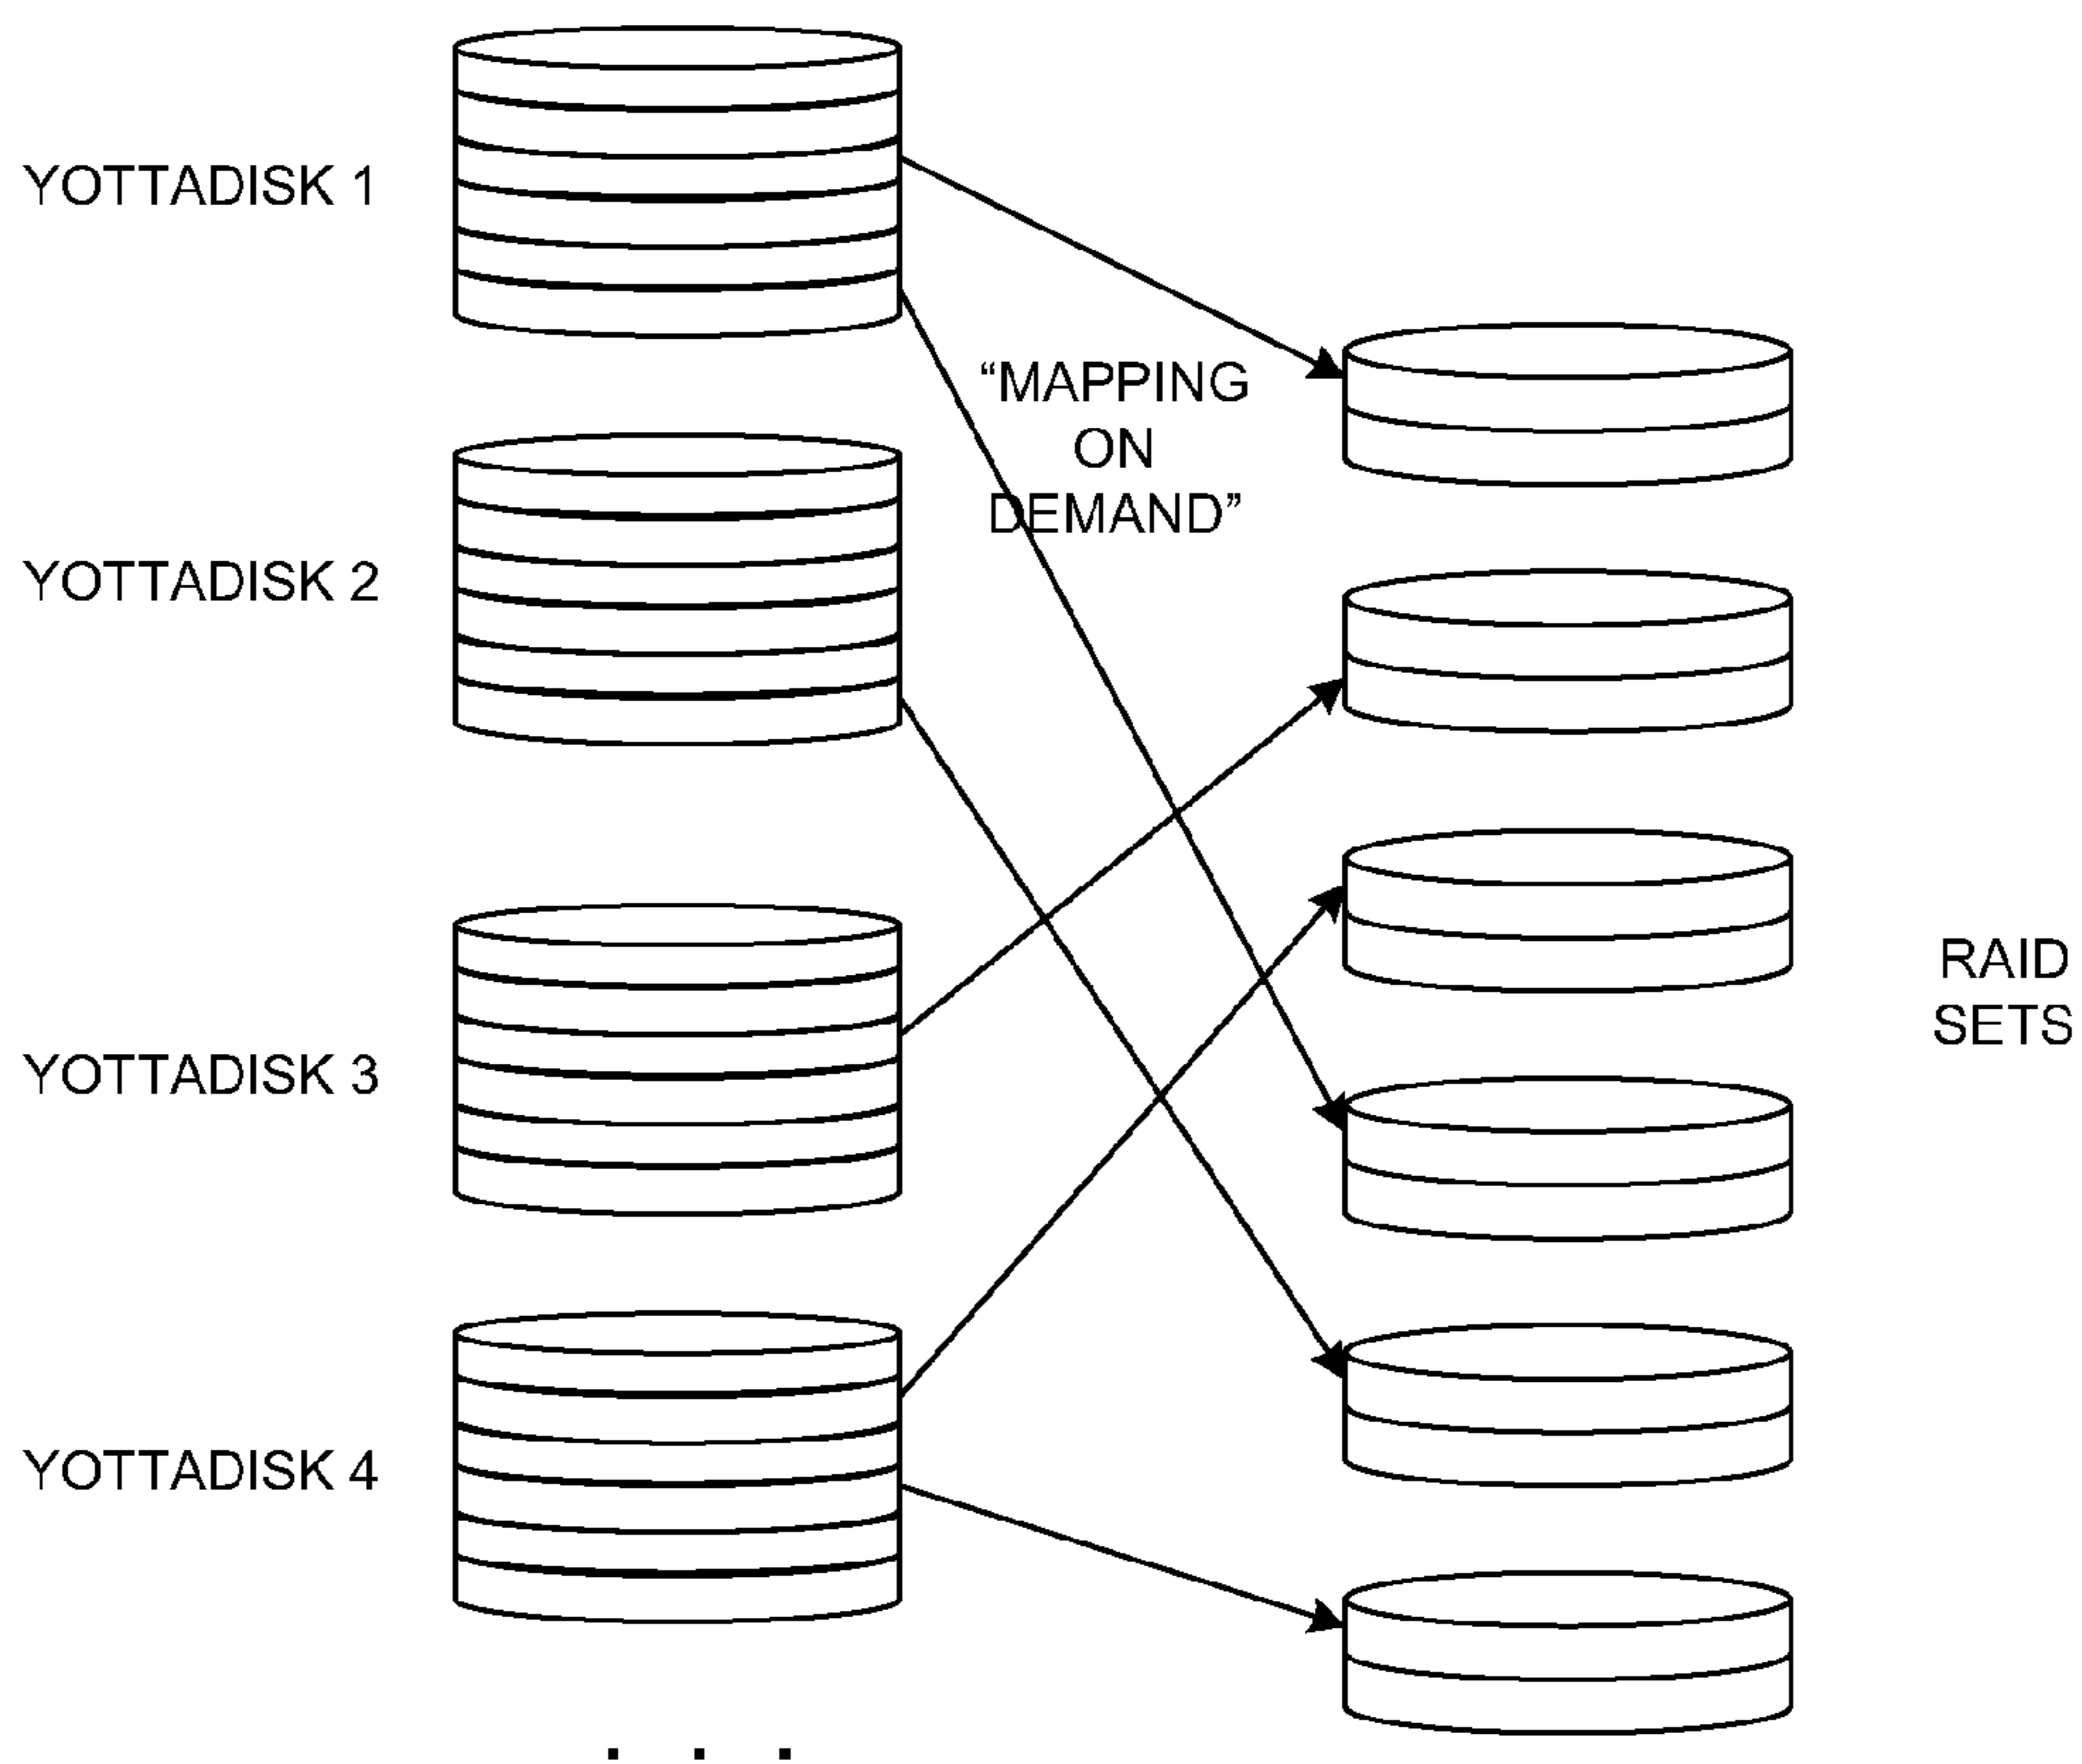 YOTTADISK 1
“MAPPING
ON
DEMAND”
YOTTADISK 2
YOTTADISK 3
RAID
SETS
YOTTADISK 4
. . .